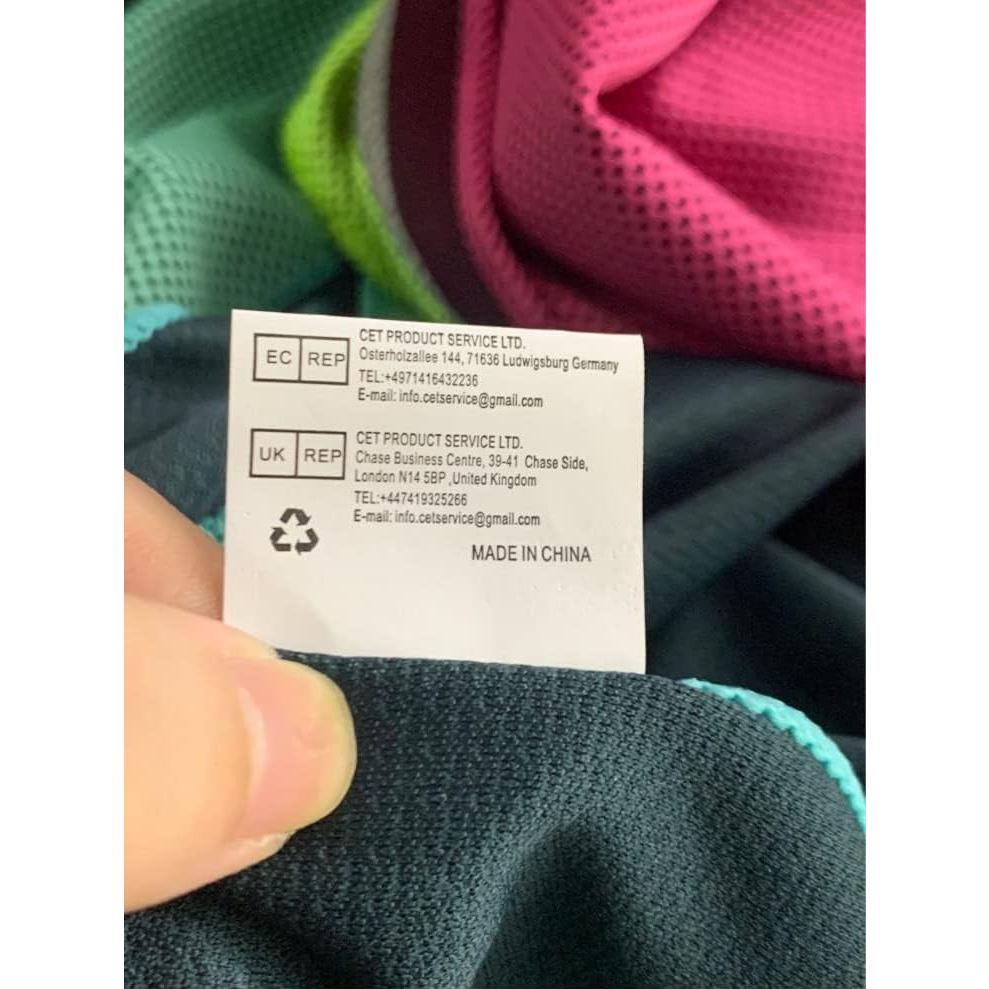 EC REP
CET PRODUCT SERVICE LTD.
Osterholzallee 144, 71636 Ludwigsburg Germany
TEL:+4971416432236
E-mail: info.cetservice@gmail.com
UK REP
CET PRODUCT SERVICE LTD.
Chase Business Centre, 39-41 Chase Side,
London N14 5BP ,United Kingdom
TEL:+447419325266
E-mail: info.cetservice@gmail.com
MADE IN CHINA